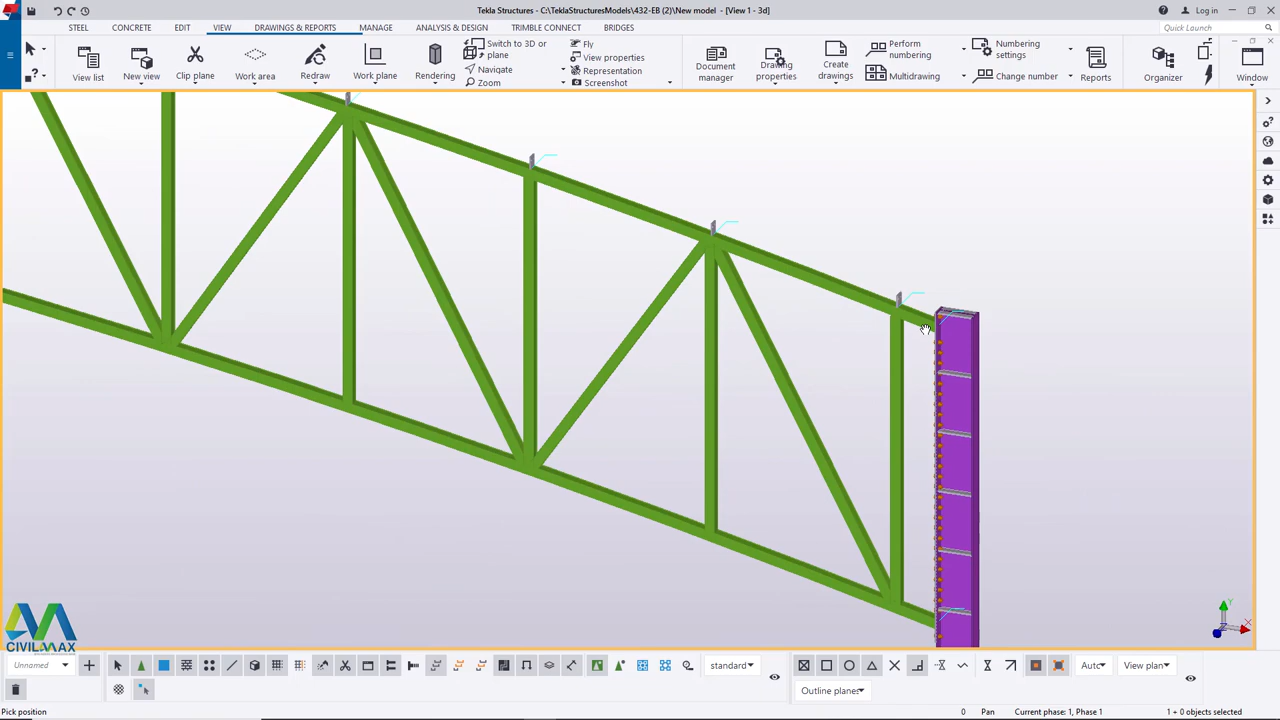 Tekla Structures - C:\TeklaStructuresModels\432-EB (2)\New model - [View 1 - 3d]
Log in
STEEL CONCRETE EDIT VIEW DRAWINGS & REPORTS MANAGE ANALYSIS & DESIGN TRIMBLE CONNECT BRIDGES
Quick Launch
View list
New view
Clip plane
Work area
Redraw
Work plane
Rendering
Switch to 3D or plane
Navigate
Zoom
Fly
View properties
Representation
Screenshot
Document manager
Drawing properties
Create drawings
Perform numbering
Multidrawing
Numbering settings
Change number
Reports
Window
Y
CIVILMAX
Unnamed
standard
Auto
View plan
Outline planes
Pick position
0
Pan
Current phase: 1, Phase 1
1 + 0 objects selected